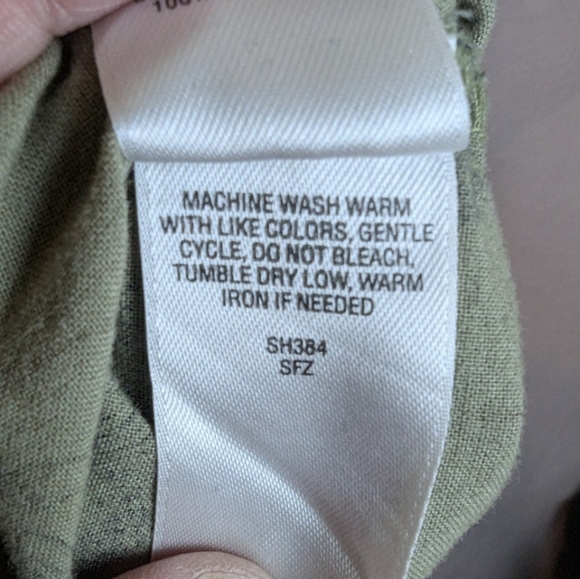 MACHINE WASH WARM
WITH LIKE COLORS, GENTLE
CYCLE, DO NOT BLEACH,
TUMBLE DRY LOW, WARM
IRON IF NEEDED
SH384
SFZ